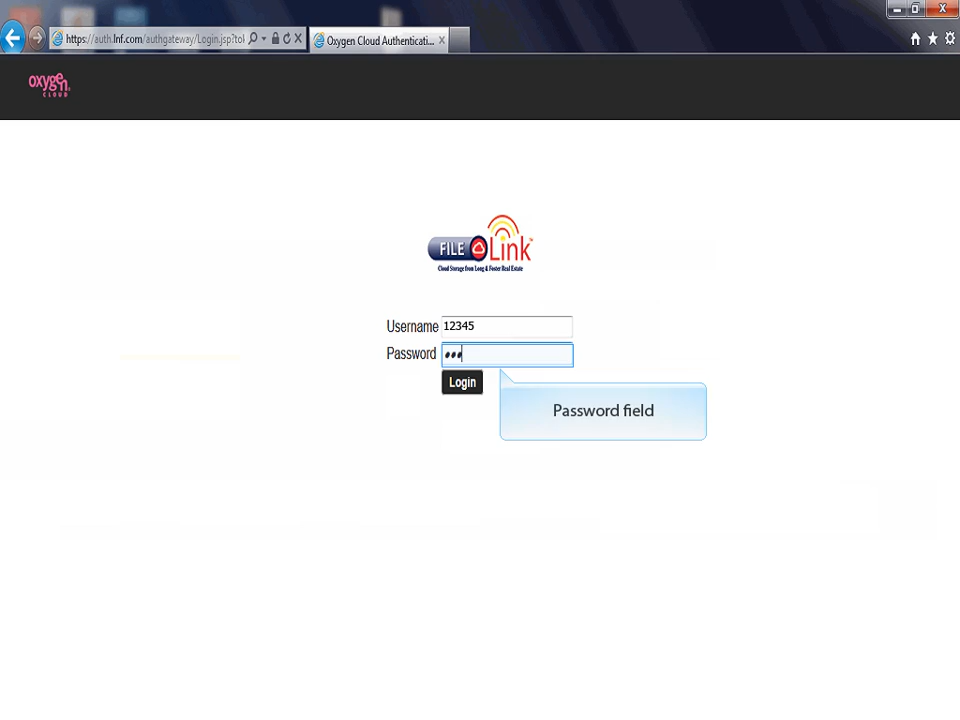 https://auth.lnf.com/authgateway/Login.jsp?tol
Oxygen Cloud Authenticati...
oxygen
CLOUD
FILE Link™
Cloud Storage from Long & Foster Real Estate
Username 12345
Password •••
Login
Password field